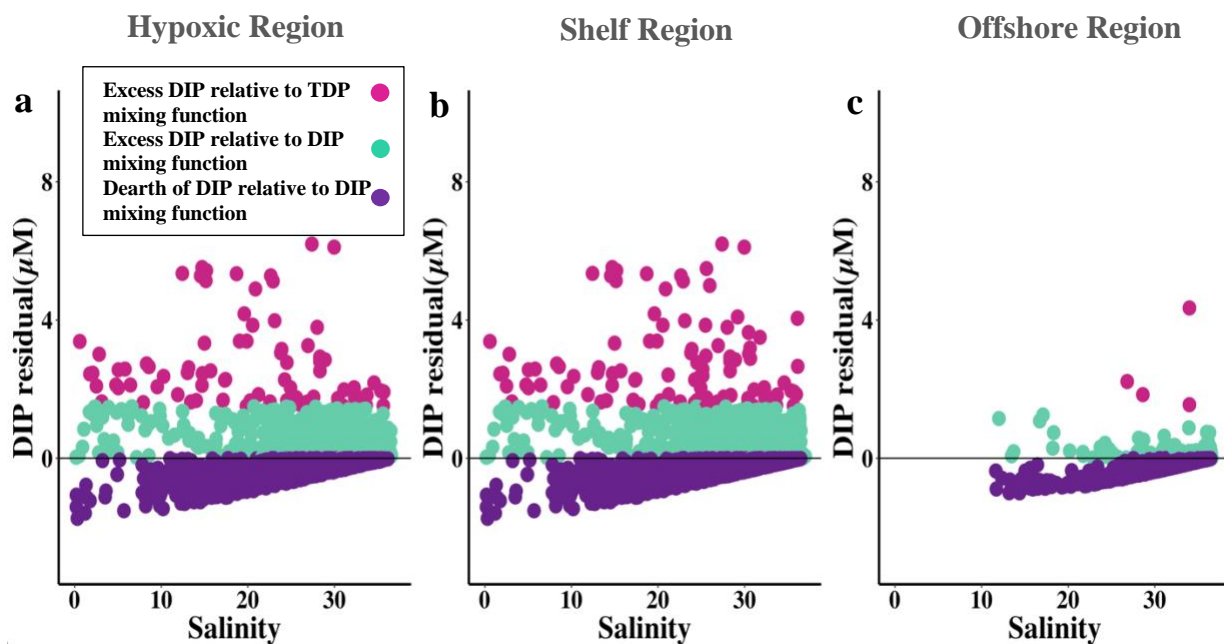 Hypoxic Region
Shelf Region
Offshore Region
a
Excess DIP relative to TDP
mixing function
Excess DIP relative to DIP
mixing function
Dearth of DIP relative to DIP
mixing function
b
c
DIP residual(µM)
8
4
0
0
10
20
30
Salinity
DIP residual(µM)
8
4
0
0
10
20
30
Salinity
DIP residual(µM)
8
4
0
0
10
20
30
Salinity